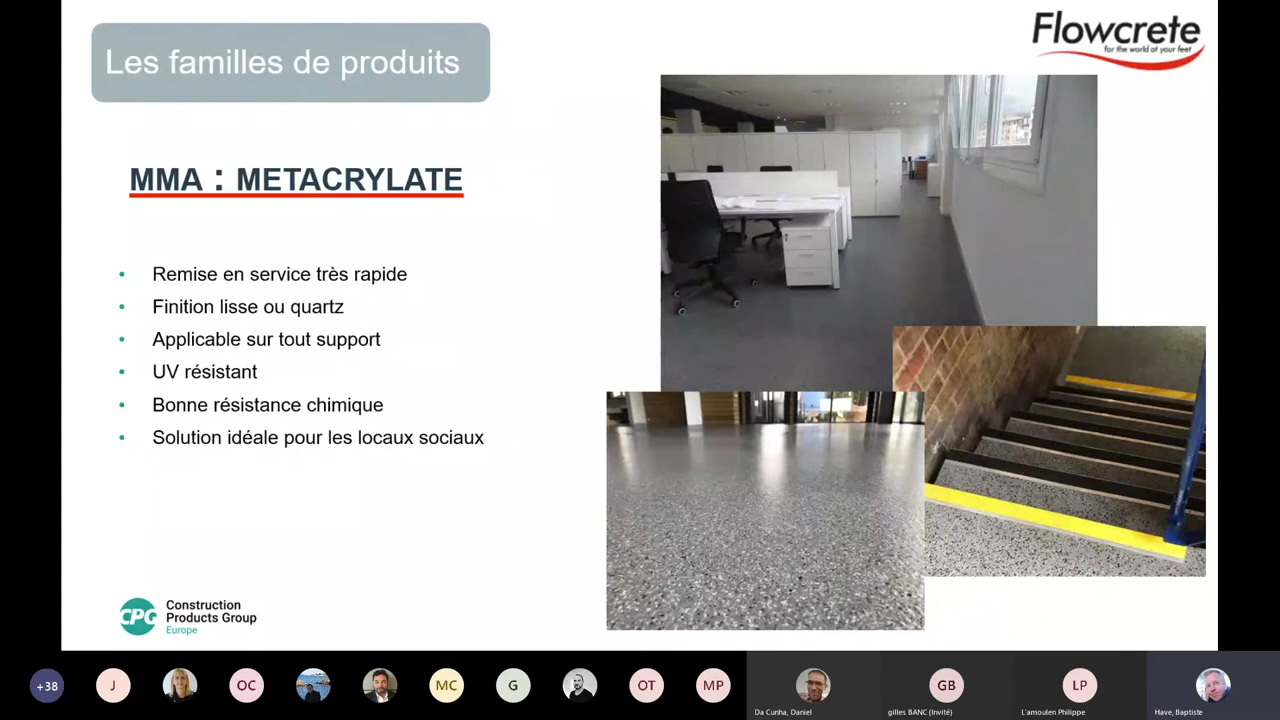 Les familles de produits
Flowcrete
for the world at your feet
MMA : METACRYLATE
• Remise en service très rapide
• Finition lisse ou quartz
• Applicable sur tout support
• UV résistant
• Bonne résistance chimique
• Solution idéale pour les locaux sociaux
CPG
Construction
Products Group
Europe
+38
J
OC
MC
G
OT
MP
GB
LP
Da Cunha, Daniel
gilles BANC (Invité)
L'amoulen Philippe
Have, Baptiste